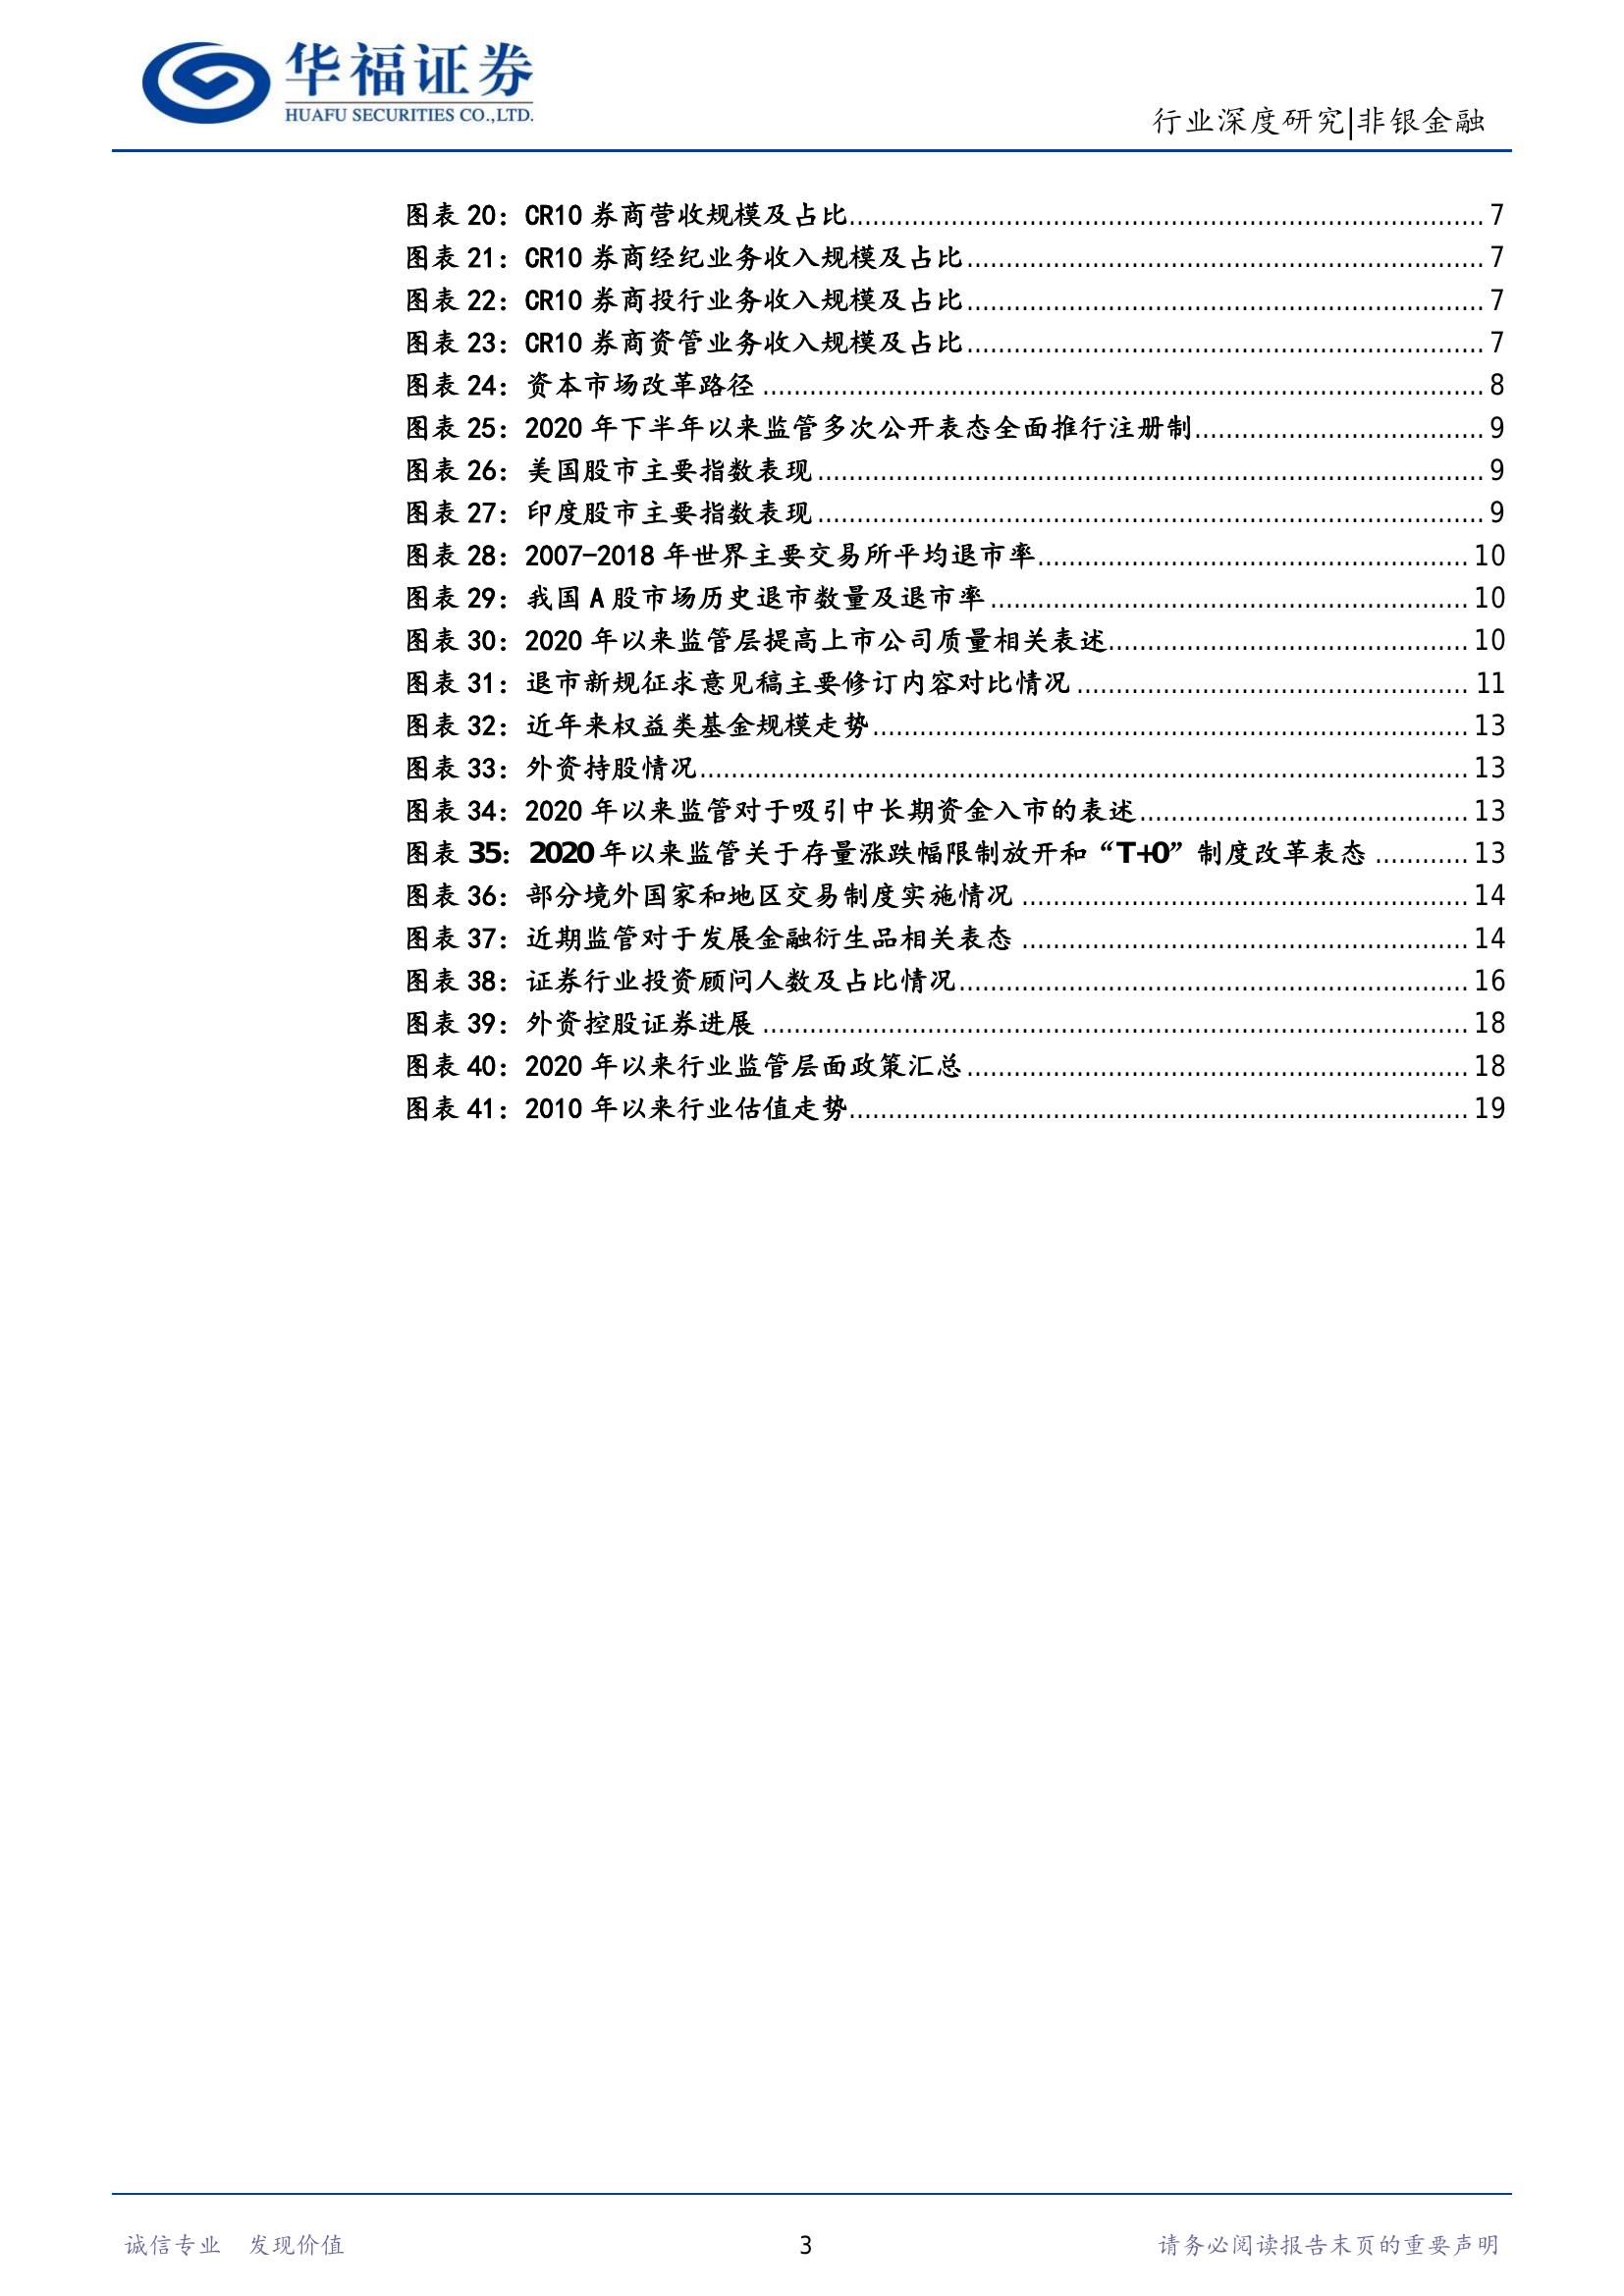 华福证券
HUAFU SECURITIES CO.,LTD.
行业深度研究|非银金融
图表 20：CR10 券商营收规模及占比 7
图表 21：CR10 券商经纪业务收入规模及占比 7
图表 22：CR10 券商投行业务收入规模及占比 7
图表 23：CR10 券商资管业务收入规模及占比 7
图表 24：资本市场改革路径 8
图表 25：2020 年下半年以来监管多次公开表态全面推行注册制 9
图表 26：美国股市主要指数表现 9
图表 27：印度股市主要指数表现 9
图表 28：2007-2018 年世界主要交易所平均退市率 10
图表 29：我国 A 股市场历史退市数量及退市率 10
图表 30：2020 年以来监管层提高上市公司质量相关表述 10
图表 31：退市新规征求意见稿主要修订内容对比情况 11
图表 32：近年来权益类基金规模走势 13
图表 33：外资持股情况 13
图表 34：2020 年以来监管对于吸引中长期资金入市的表述 13
图表 35：2020 年以来监管关于存量涨跌幅限制放开和“T+0”制度改革表态 13
图表 36：部分境外国家和地区交易制度实施情况 14
图表 37：近期监管对于发展金融衍生品相关表态 14
图表 38：证券行业投资顾问人数及占比情况 16
图表 39：外资控股证券进展 18
图表 40：2020 年以来行业监管层面政策汇总 18
图表 41：2010 年以来行业估值走势 19
诚信专业 发现价值 3 请务必阅读报告末页的重要声明